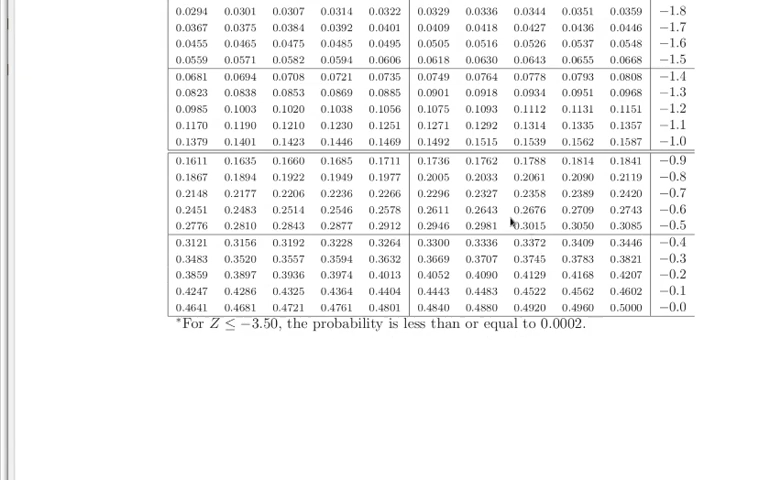 0.0294 0.0301 0.0307 0.0314 0.0322 0.0329 0.0336 0.0344 0.0351 0.0359 −1.8
0.0367 0.0375 0.0384 0.0392 0.0401 0.0409 0.0418 0.0427 0.0436 0.0446 −1.7
0.0455 0.0465 0.0475 0.0485 0.0495 0.0505 0.0516 0.0526 0.0537 0.0548 −1.6
0.0559 0.0571 0.0582 0.0594 0.0606 0.0618 0.0630 0.0643 0.0655 0.0668 −1.5
0.0681 0.0694 0.0708 0.0721 0.0735 0.0749 0.0764 0.0778 0.0793 0.0808 −1.4
0.0823 0.0838 0.0853 0.0869 0.0885 0.0901 0.0918 0.0934 0.0951 0.0968 −1.3
0.0985 0.1003 0.1020 0.1038 0.1056 0.1075 0.1093 0.1112 0.1131 0.1151 −1.2
0.1170 0.1190 0.1210 0.1230 0.1251 0.1271 0.1292 0.1314 0.1335 0.1357 −1.1
0.1379 0.1401 0.1423 0.1446 0.1469 0.1492 0.1515 0.1539 0.1562 0.1587 −1.0
0.1611 0.1635 0.1660 0.1685 0.1711 0.1736 0.1762 0.1788 0.1814 0.1841 −0.9
0.1867 0.1894 0.1922 0.1949 0.1977 0.2005 0.2033 0.2061 0.2090 0.2119 −0.8
0.2148 0.2177 0.2206 0.2236 0.2266 0.2296 0.2327 0.2358 0.2389 0.2420 −0.7
0.2451 0.2483 0.2514 0.2546 0.2578 0.2611 0.2643 0.2676 0.2709 0.2743 −0.6
0.2776 0.2810 0.2843 0.2877 0.2912 0.2946 0.2981 0.3015 0.3050 0.3085 −0.5
0.3121 0.3156 0.3192 0.3228 0.3264 0.3300 0.3336 0.3372 0.3409 0.3446 −0.4
0.3483 0.3520 0.3557 0.3594 0.3632 0.3669 0.3707 0.3745 0.3783 0.3821 −0.3
0.3859 0.3897 0.3936 0.3974 0.4013 0.4052 0.4090 0.4129 0.4168 0.4207 −0.2
0.4247 0.4286 0.4325 0.4364 0.4404 0.4443 0.4483 0.4522 0.4562 0.4602 −0.1
0.4641 0.4681 0.4721 0.4761 0.4801 0.4840 0.4880 0.4920 0.4960 0.5000 −0.0
*For Z ≤ −3.50, the probability is less than or equal to 0.0002.